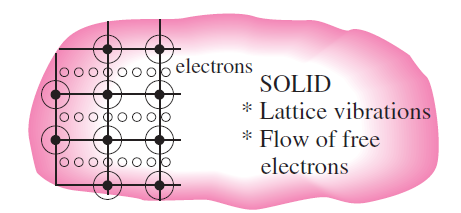 electrons
SOLID
* Lattice vibrations
* Flow of free
electrons